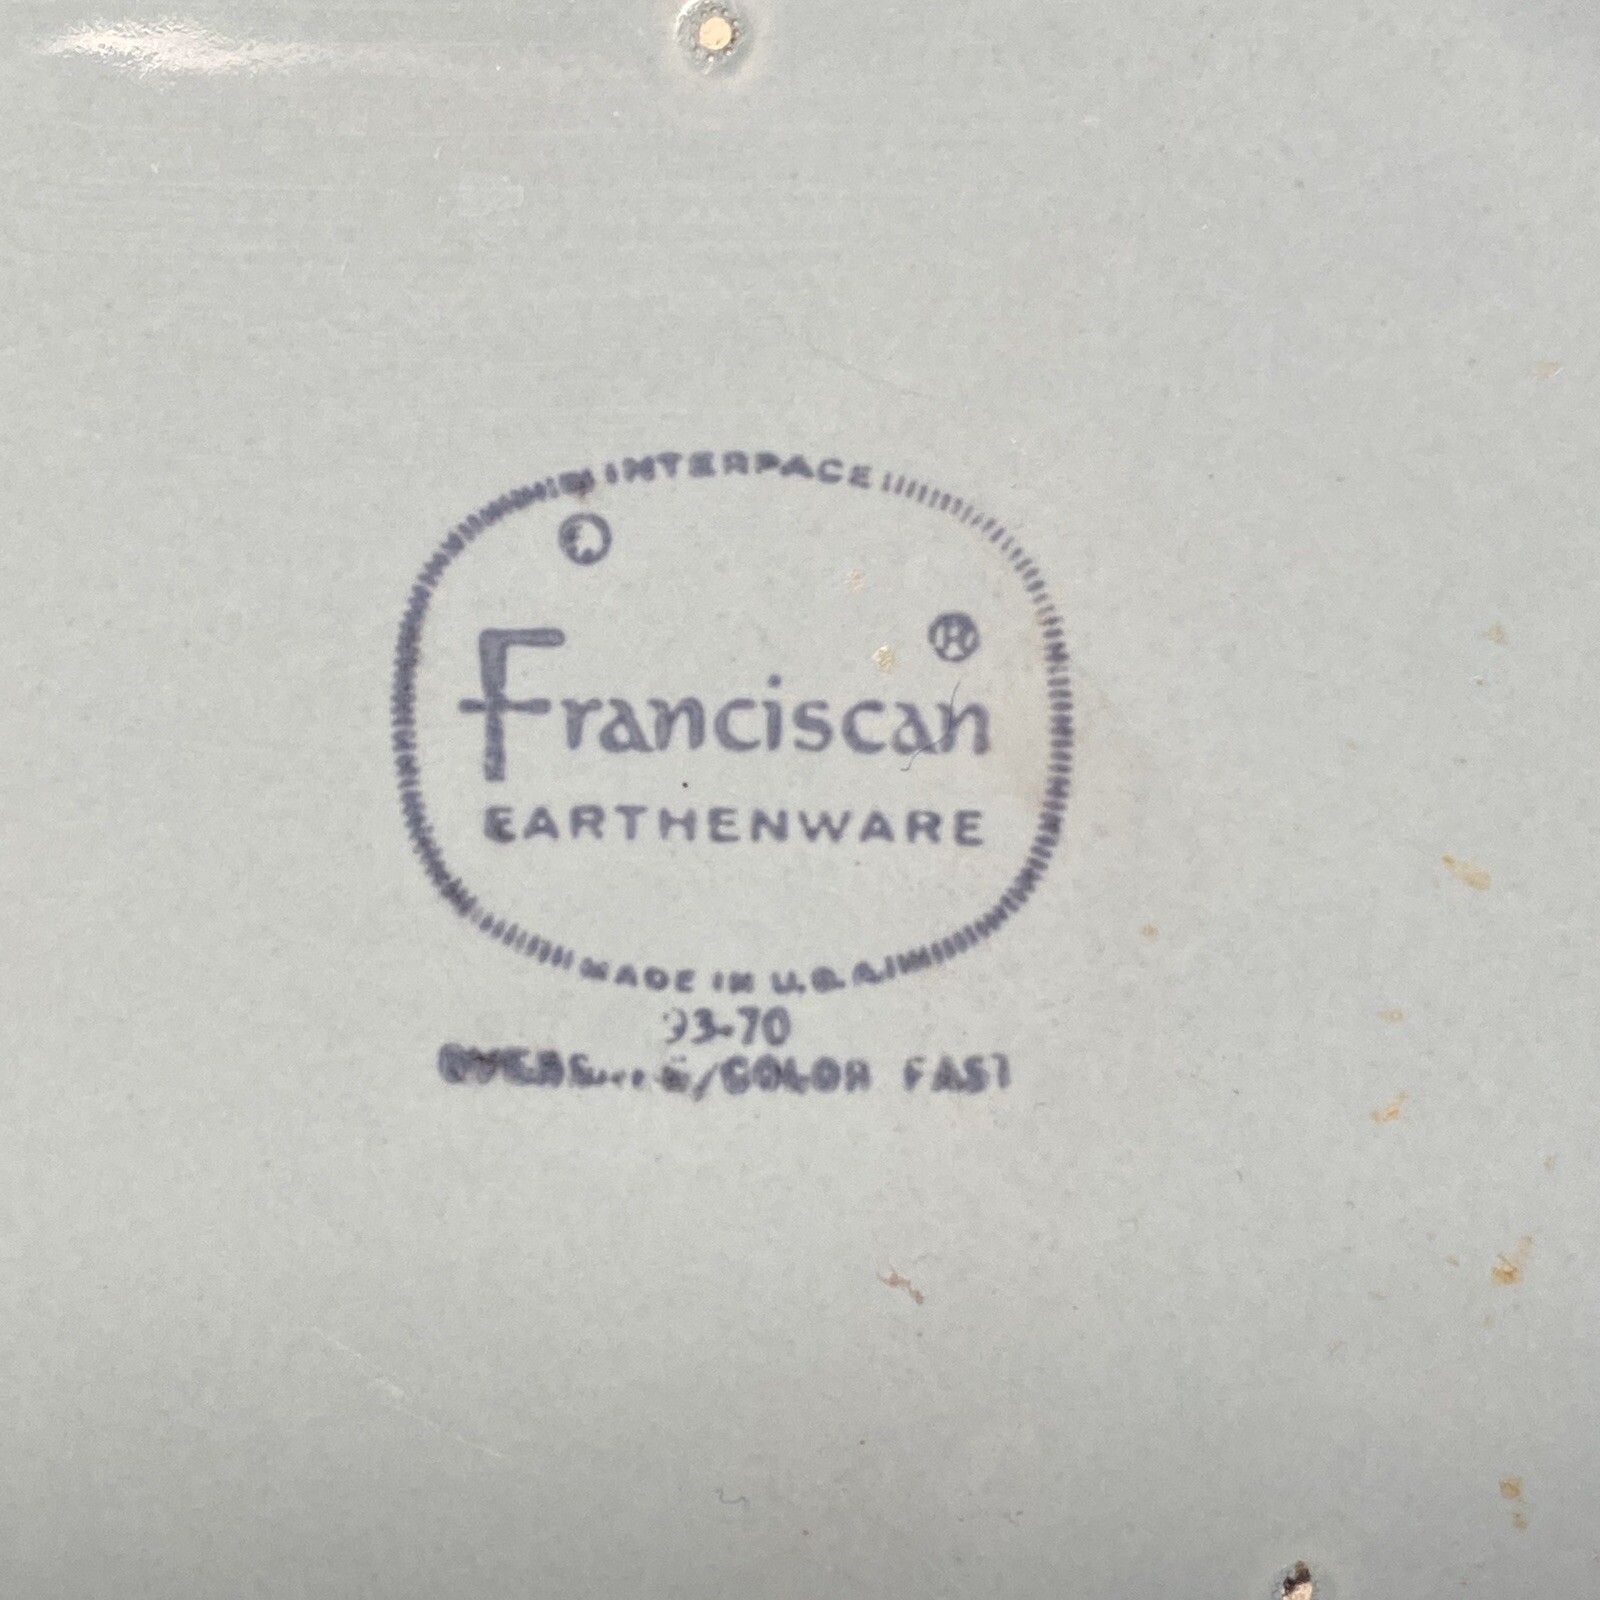 INTERPACE
©
Franciscan ®
EARTHENWARE
MADE IN U.S.A.
93-70
COLOR FAST